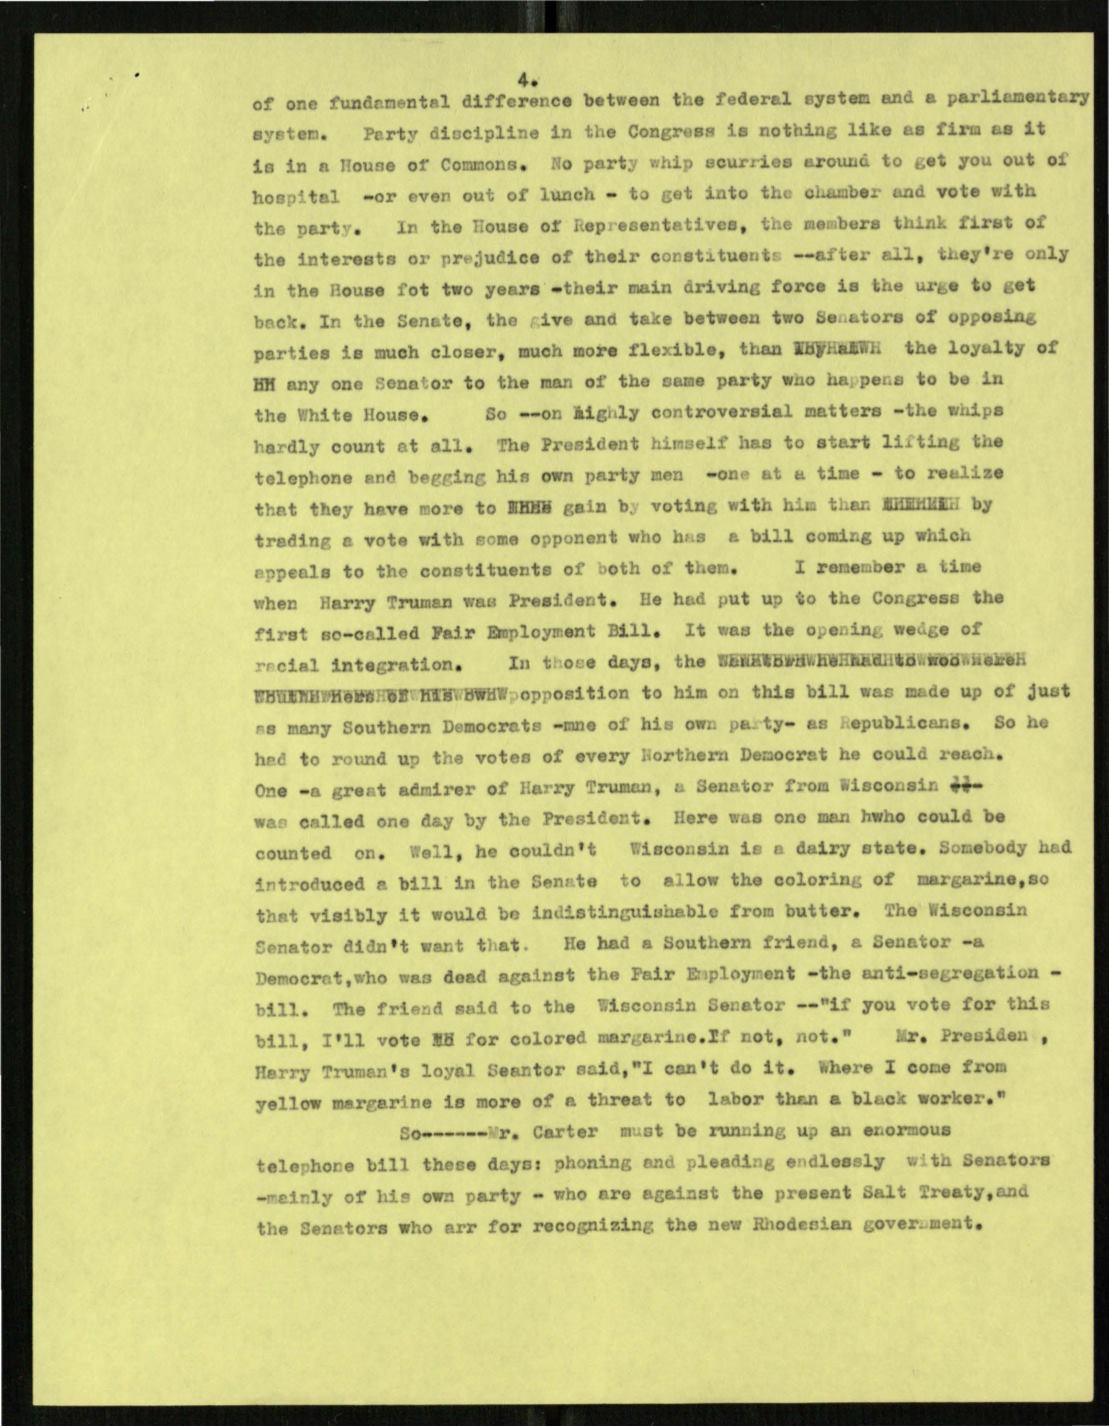 4.
of one fundamental difference between the federal system and a parliamentary
system. Party discipline in the Congress is nothing like as firm as it
is in a House of Commons. No party whip scurries around to get you out of
hospital -or even out of lunch - to get into the chamber and vote with
the party. In the House of Representatives, the members think first of
the interests or prejudice of their constituents --after all, they're only
in the House fot two years -their main driving force is the urge to get
back. In the Senate, the give and take between two Senators of opposing
parties is much closer, much more flexible, than the loyalty of
any one Senator to the man of the same party who happens to be in
the White House. So --on highly controversial matters -the whips
hardly count at all. The President himself has to start lifting the
telephone and begging his own party men -one at a time - to realize
that they have more to gain by voting with him than by
trading a vote with some opponent who has a bill coming up which
appeals to the constituents of both of them. I remember a time
when Harry Truman was President. He had put up to the Congress the
first so-called Fair Employment Bill. It was the opening wedge of
racial integration. In those days, the
opposition to him on this bill was made up of just
as many Southern Democrats -mne of his own party- as Republicans. So he
had to round up the votes of every Northern Democrat he could reach.
One -a great admirer of Harry Truman, a Senator from Wisconsin
was called one day by the President. Here was one man hwho could be
counted on. Well, he couldn't Wisconsin is a dairy state. Somebody had
introduced a bill in the Senate to allow the coloring of margarine,so
that visibly it would be indistinguishable from butter. The Wisconsin
Senator didn't want that. He had a Southern friend, a Senator -a
Democrat,who was dead against the Fair Employment -the anti-segregation -
bill. The friend said to the Wisconsin Senator --"if you vote for this
bill, I'll vote for colored margarine.If not, not." Mr. Presiden ,
Harry Truman's loyal Seantor said,"I can't do it. Where I come from
yellow margarine is more of a threat to labor than a black worker."
So-------Mr. Carter must be running up an enormous
telephone bill these days: phoning and pleading endlessly with Senators
-mainly of his own party - who are against the present Salt Treaty,and
the Senators who arr for recognizing the new Rhodesian government.